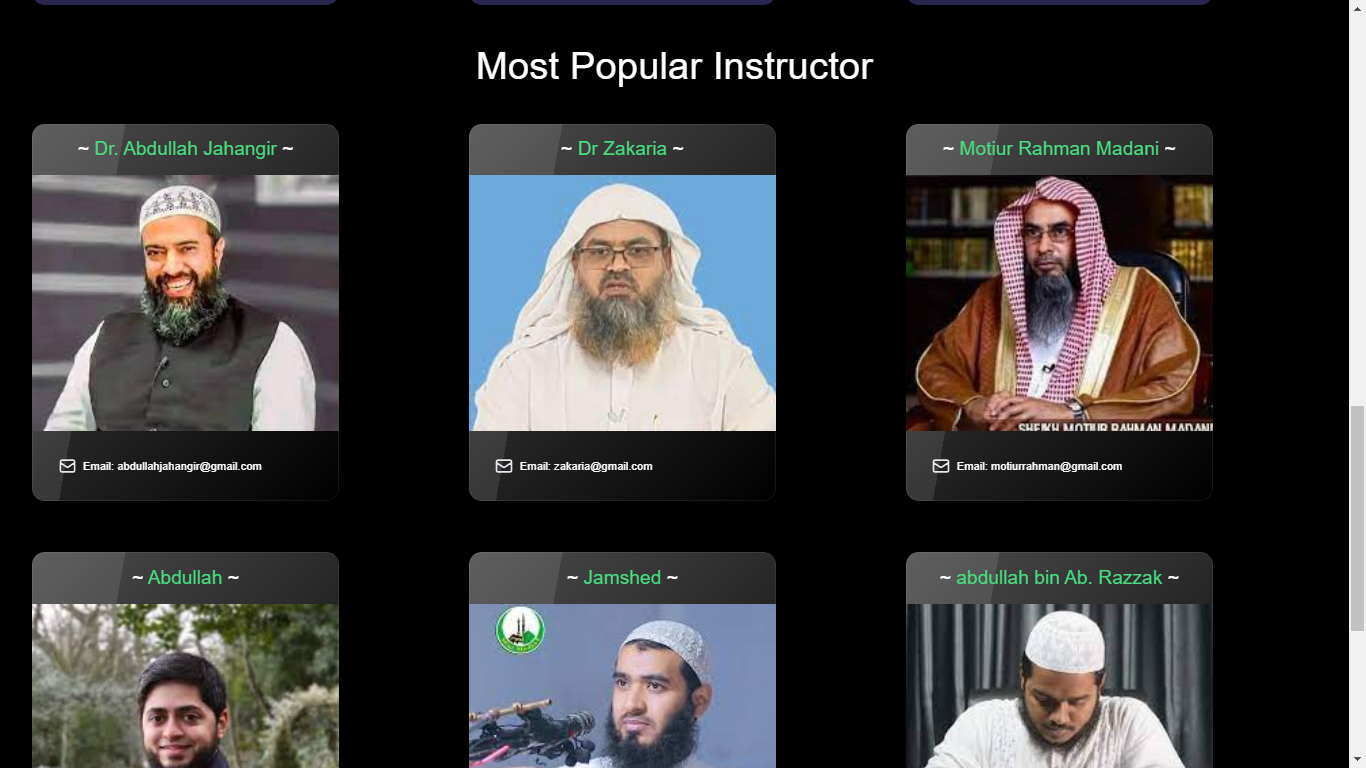 Most Popular Instructor
~ Dr. Abdullah Jahangir ~
~ Dr Zakaria ~
~ Motiur Rahman Madani ~
SHEIKH MOTIUR RAHMAN MADANI
Email: abdullahjahangir@gmail.com
Email: zakaria@gmail.com
Email: motiurrahman@gmail.com
~ Abdullah ~
~ Jamshed ~
~ abdullah bin Ab. Razzak ~